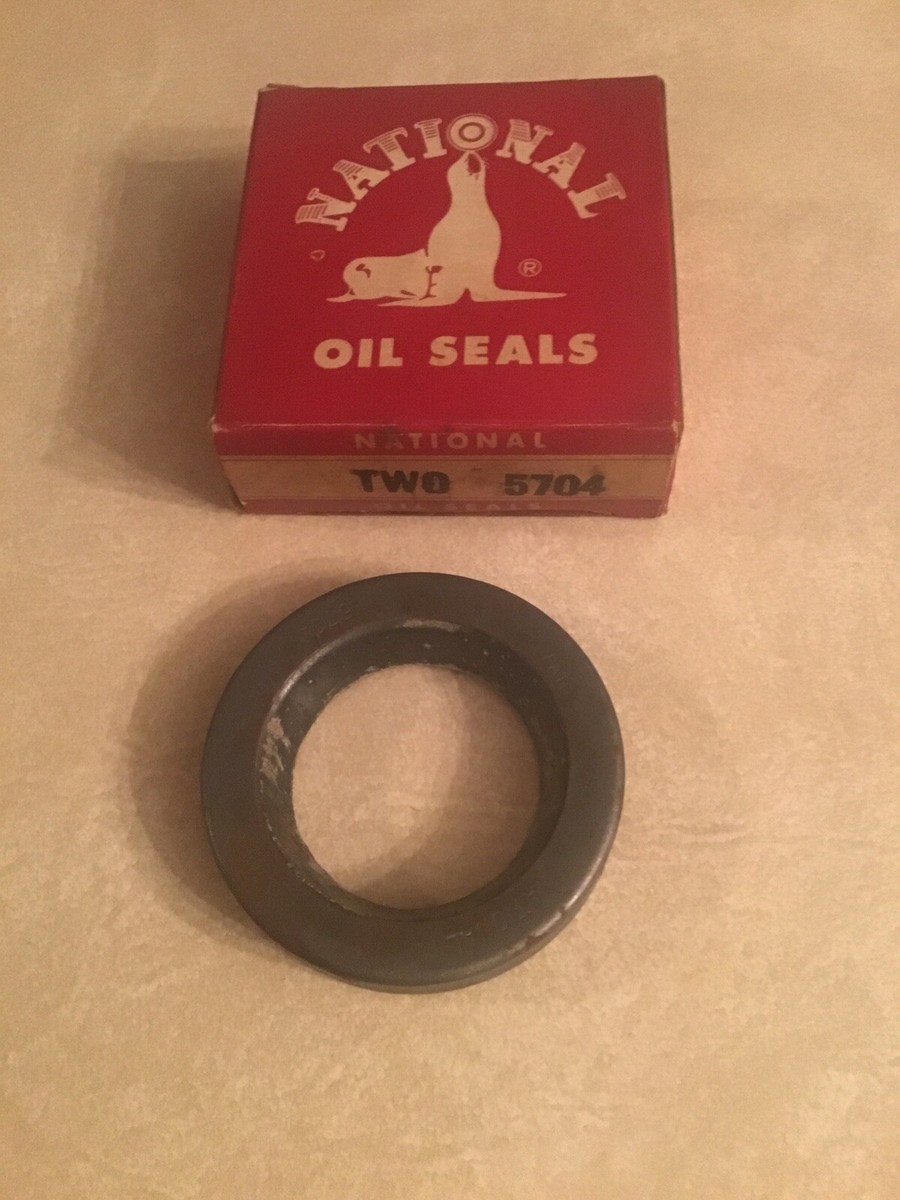 NATIONAL
®
OIL SEALS
NATIONAL
TWO 5704
OIL SEALS